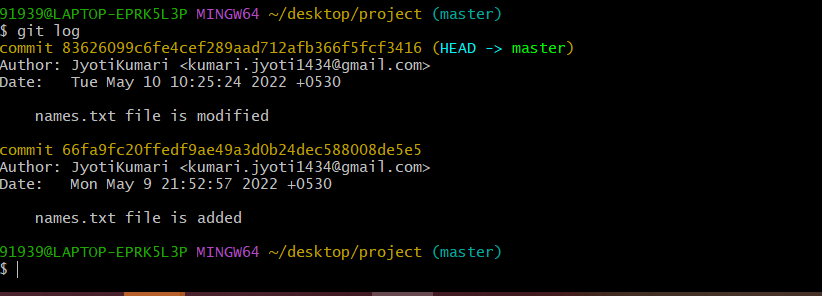 91939@LAPTOP-EPRK5L3P MINGW64 ~/desktop/project (master)
$ git log
commit 83626099c6fe4cef289aad712afb366f5fcf3416 (HEAD -> master)
Author: JyotiKumari <kumari.jyoti1434@gmail.com>
Date:   Tue May 10 10:25:24 2022 +0530
    names.txt file is modified
commit 66fa9fc20ffedf9ae49a3d0b24dec588008de5e5
Author: JyotiKumari <kumari.jyoti1434@gmail.com>
Date:   Mon May 9 21:52:57 2022 +0530
    names.txt file is added
91939@LAPTOP-EPRK5L3P MINGW64 ~/desktop/project (master)
$